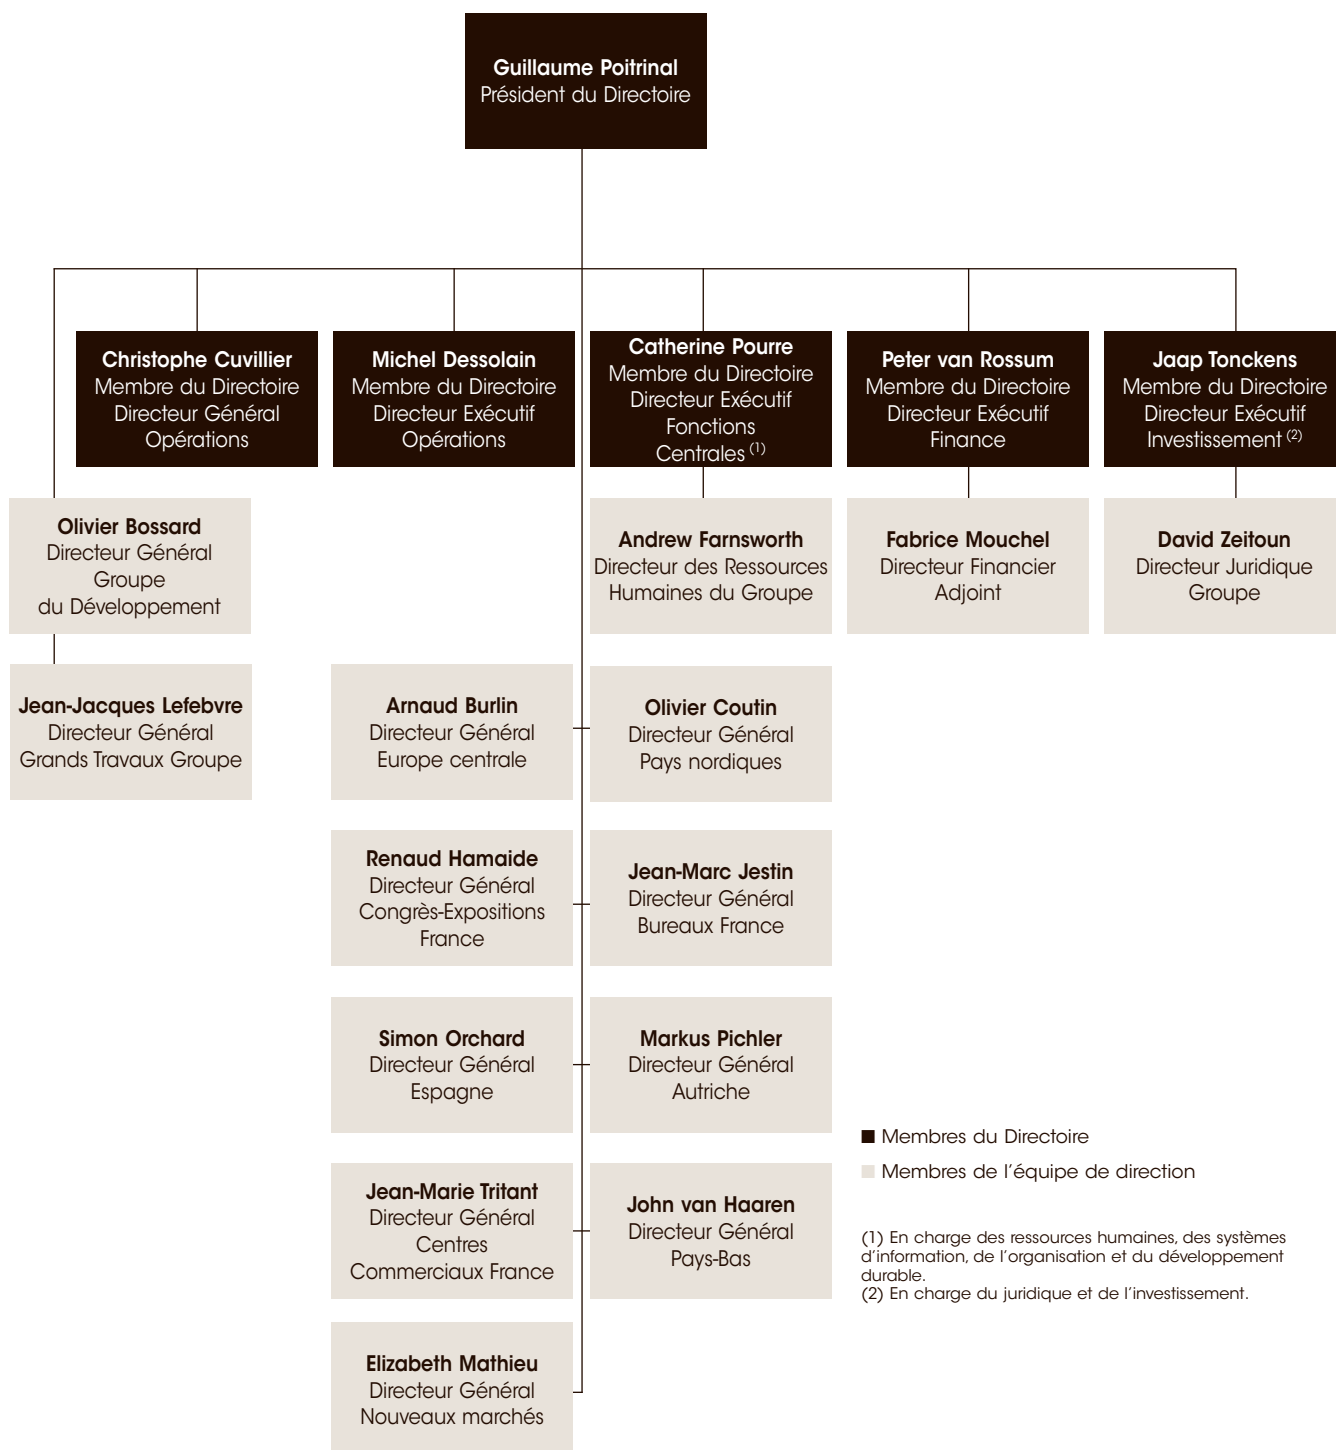 Guillaume Poitrinal
Président du Directoire
Christophe Cuvillier
Membre du Directoire
Directeur Général
Opérations
Michel Dessolain
Membre du Directoire
Directeur Exécutif
Opérations
Catherine Pourre
Membre du Directoire
Directeur Exécutif
Fonctions
Centrales (1)
Peter van Rossum
Membre du Directoire
Directeur Exécutif
Finance
Jaap Tonckens
Membre du Directoire
Directeur Exécutif
Investissement (2)
Olivier Bossard
Directeur Général
Groupe
du Développement
Andrew Farnsworth
Directeur des Ressources
Humaines du Groupe
Fabrice Mouchel
Directeur Financier
Adjoint
David Zeitoun
Directeur Juridique
Groupe
Jean-Jacques Lefebvre
Directeur Général
Grands Travaux Groupe
Arnaud Burlin
Directeur Général
Europe centrale
Olivier Coutin
Directeur Général
Pays nordiques
Renaud Hamaide
Directeur Général
Congrès-Expositions
France
Jean-Marc Jestin
Directeur Général
Bureaux France
Simon Orchard
Directeur Général
Espagne
Markus Pichler
Directeur Général
Autriche
Jean-Marie Tritant
Directeur Général
Centres
Commerciaux France
John van Haaren
Directeur Général
Pays-Bas
Elizabeth Mathieu
Directeur Général
Nouveaux marchés
Membres du Directoire
Membres de l'équipe de direction
(1) En charge des ressources humaines, des systèmes
d'information, de l'organisation et du développement
durable.
(2) En charge du juridique et de l'investissement.